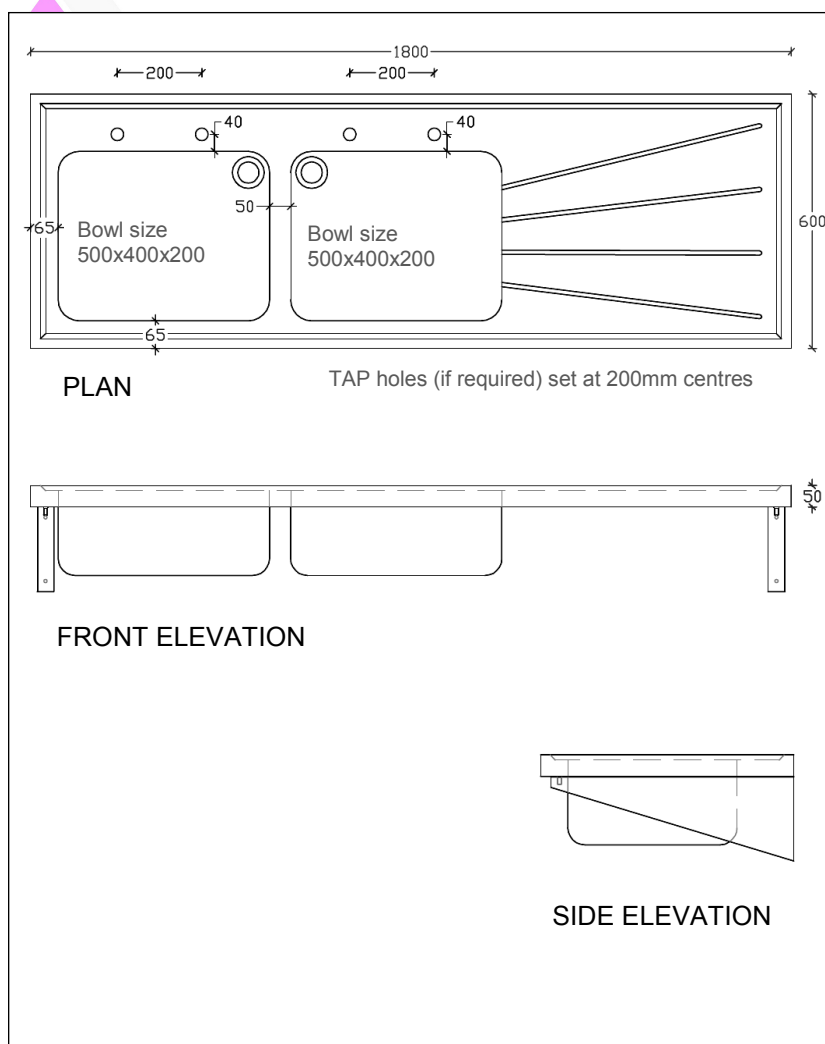 1800
200
200
40
40
50
65
Bowl size
500x400x200
Bowl size
500x400x200
600
65
PLAN
TAP holes (if required) set at 200mm centres
50
FRONT ELEVATION
SIDE ELEVATION